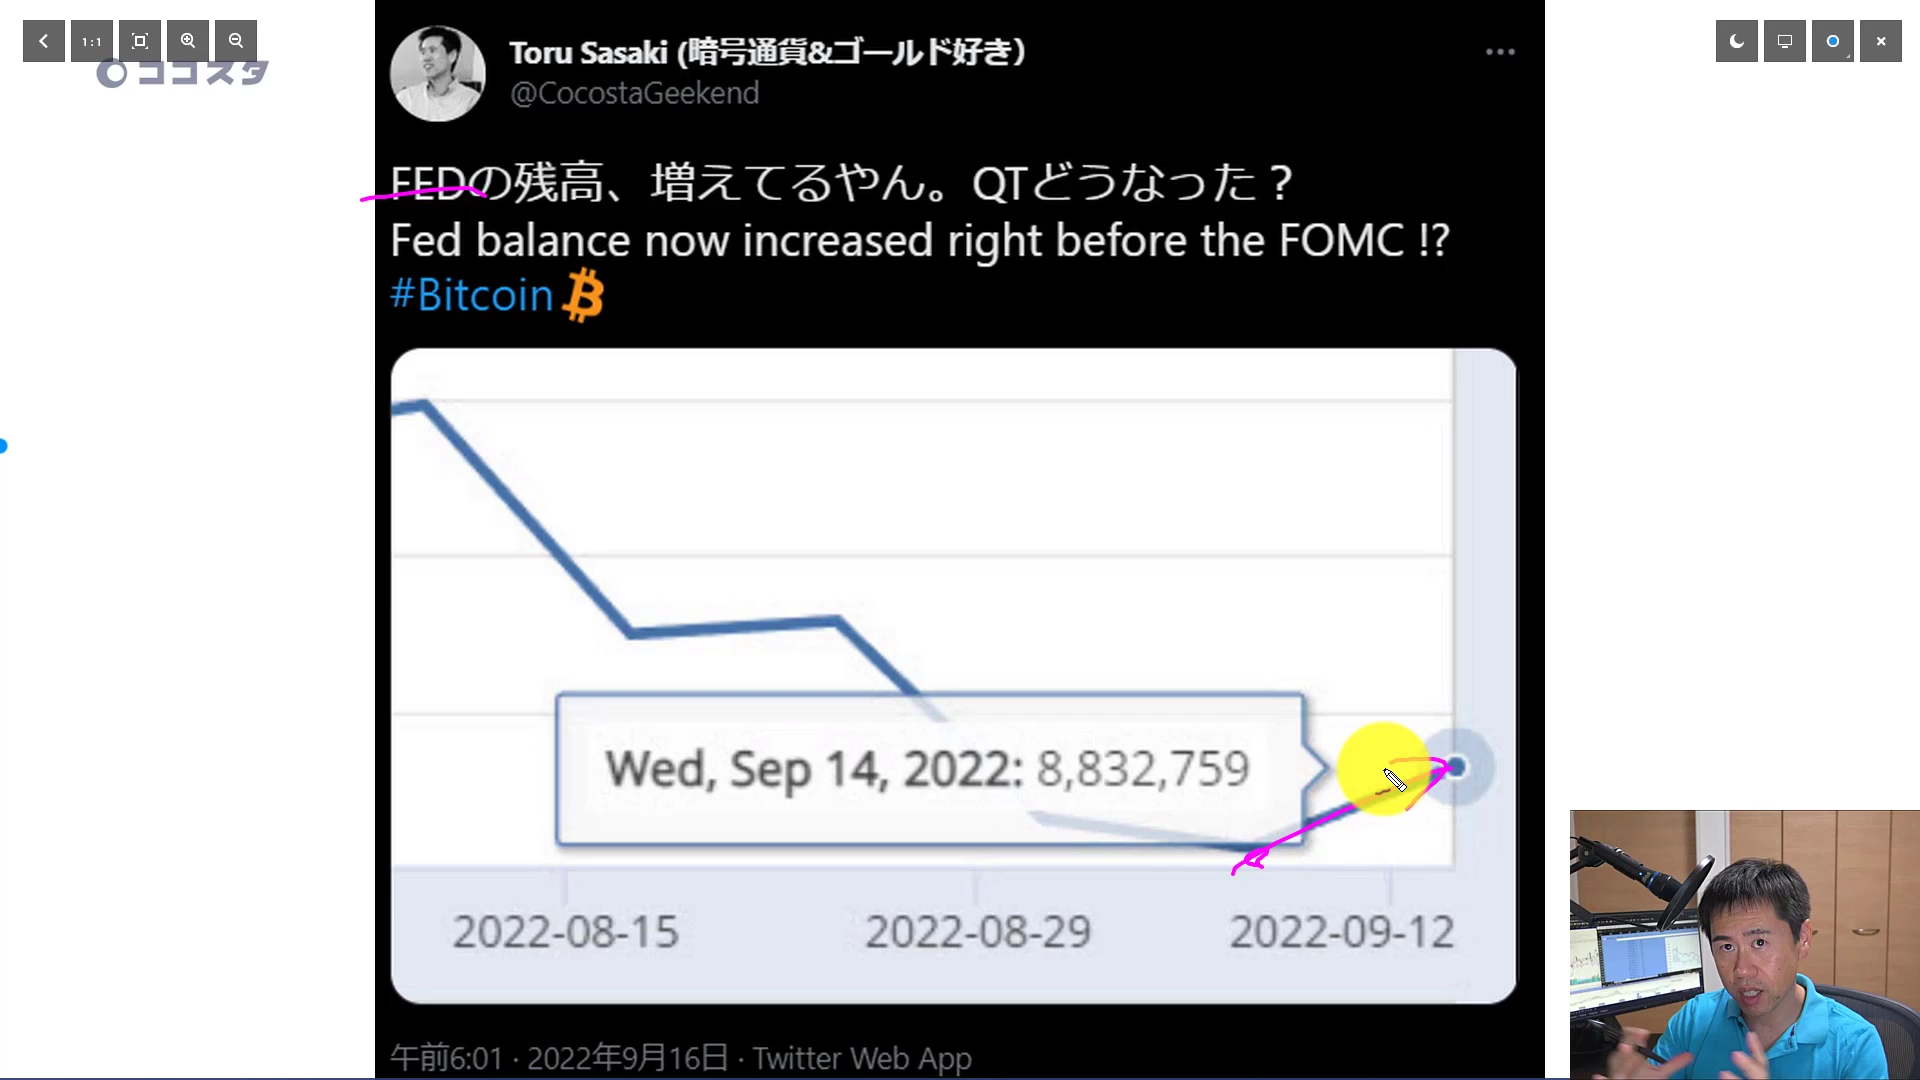 1:1
ココスタ
Toru Sasaki (暗号通貨&ゴールド好き)
@CocostaGeekend
FEDの残高、増えてるやん。QTどうなった？
Fed balance now increased right before the FOMC !?
#Bitcoin
Wed, Sep 14, 2022: 8,832,759
2022-08-15
2022-08-29
2022-09-12
午前6:01 · 2022年9月16日 · Twitter Web App